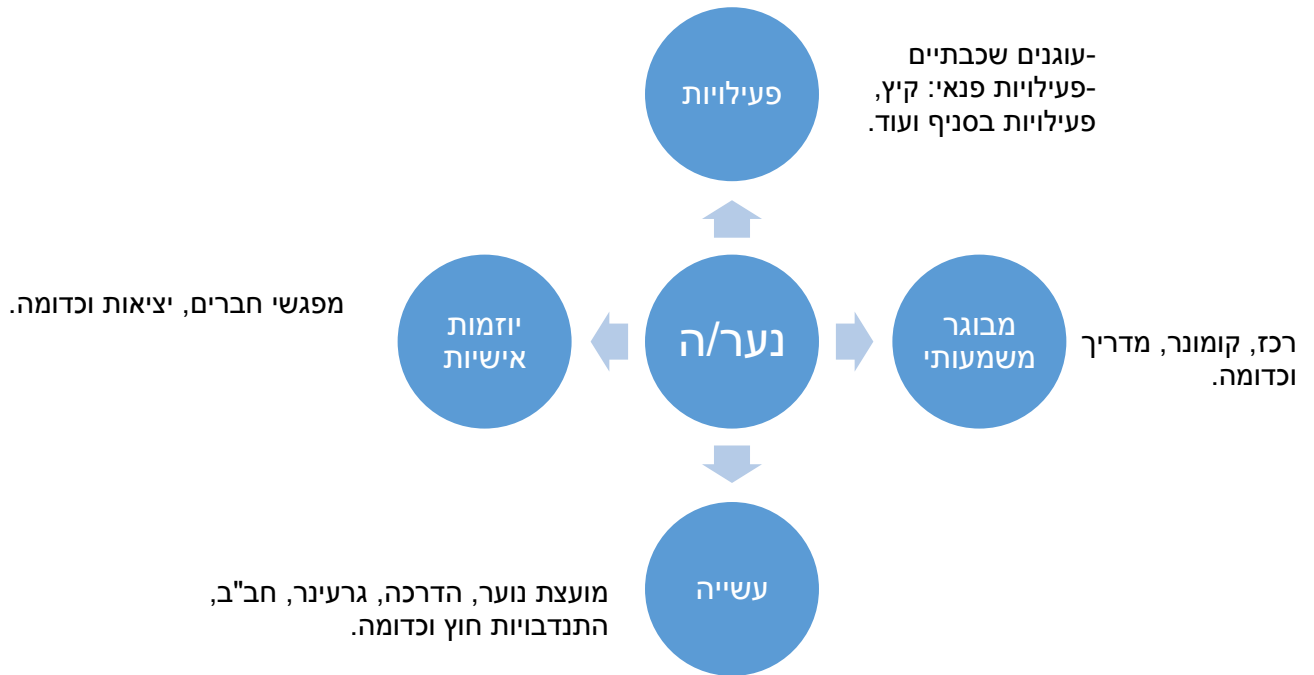 פעילויות
-עוגנים שכבתיים
-פעילויות פנאי: קיץ,
פעילויות בסניף ועוד.
נער/ה
מבוגר
משמעותי
רכז, קומונר, מדריך
וכדומה.
יוזמות
אישיות
מפגשי חברים, יציאות וכדומה.
עשייה
מועצת נוער, הדרכה, גרעינר, חב"ב,
התנדבויות חוץ וכדומה.